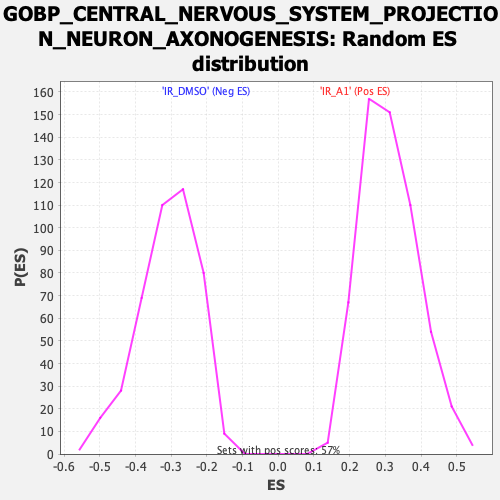 GOBP_CENTRAL_NERVOUS_SYSTEM_PROJECTIO
N_NEURON_AXONOGENESIS: Random ES
distribution
'IR_DMSO' (Neg ES)
'IR_A1' (Pos ES)
160
150
140
130
120
110
100
90
80
70
60
50
40
30
20
10
0
P(ES)
Sets with pos scores: 57%
-0.6 -0.5 -0.4 -0.3 -0.2 -0.1 0.0 0.1 0.2 0.3 0.4 0.5
ES